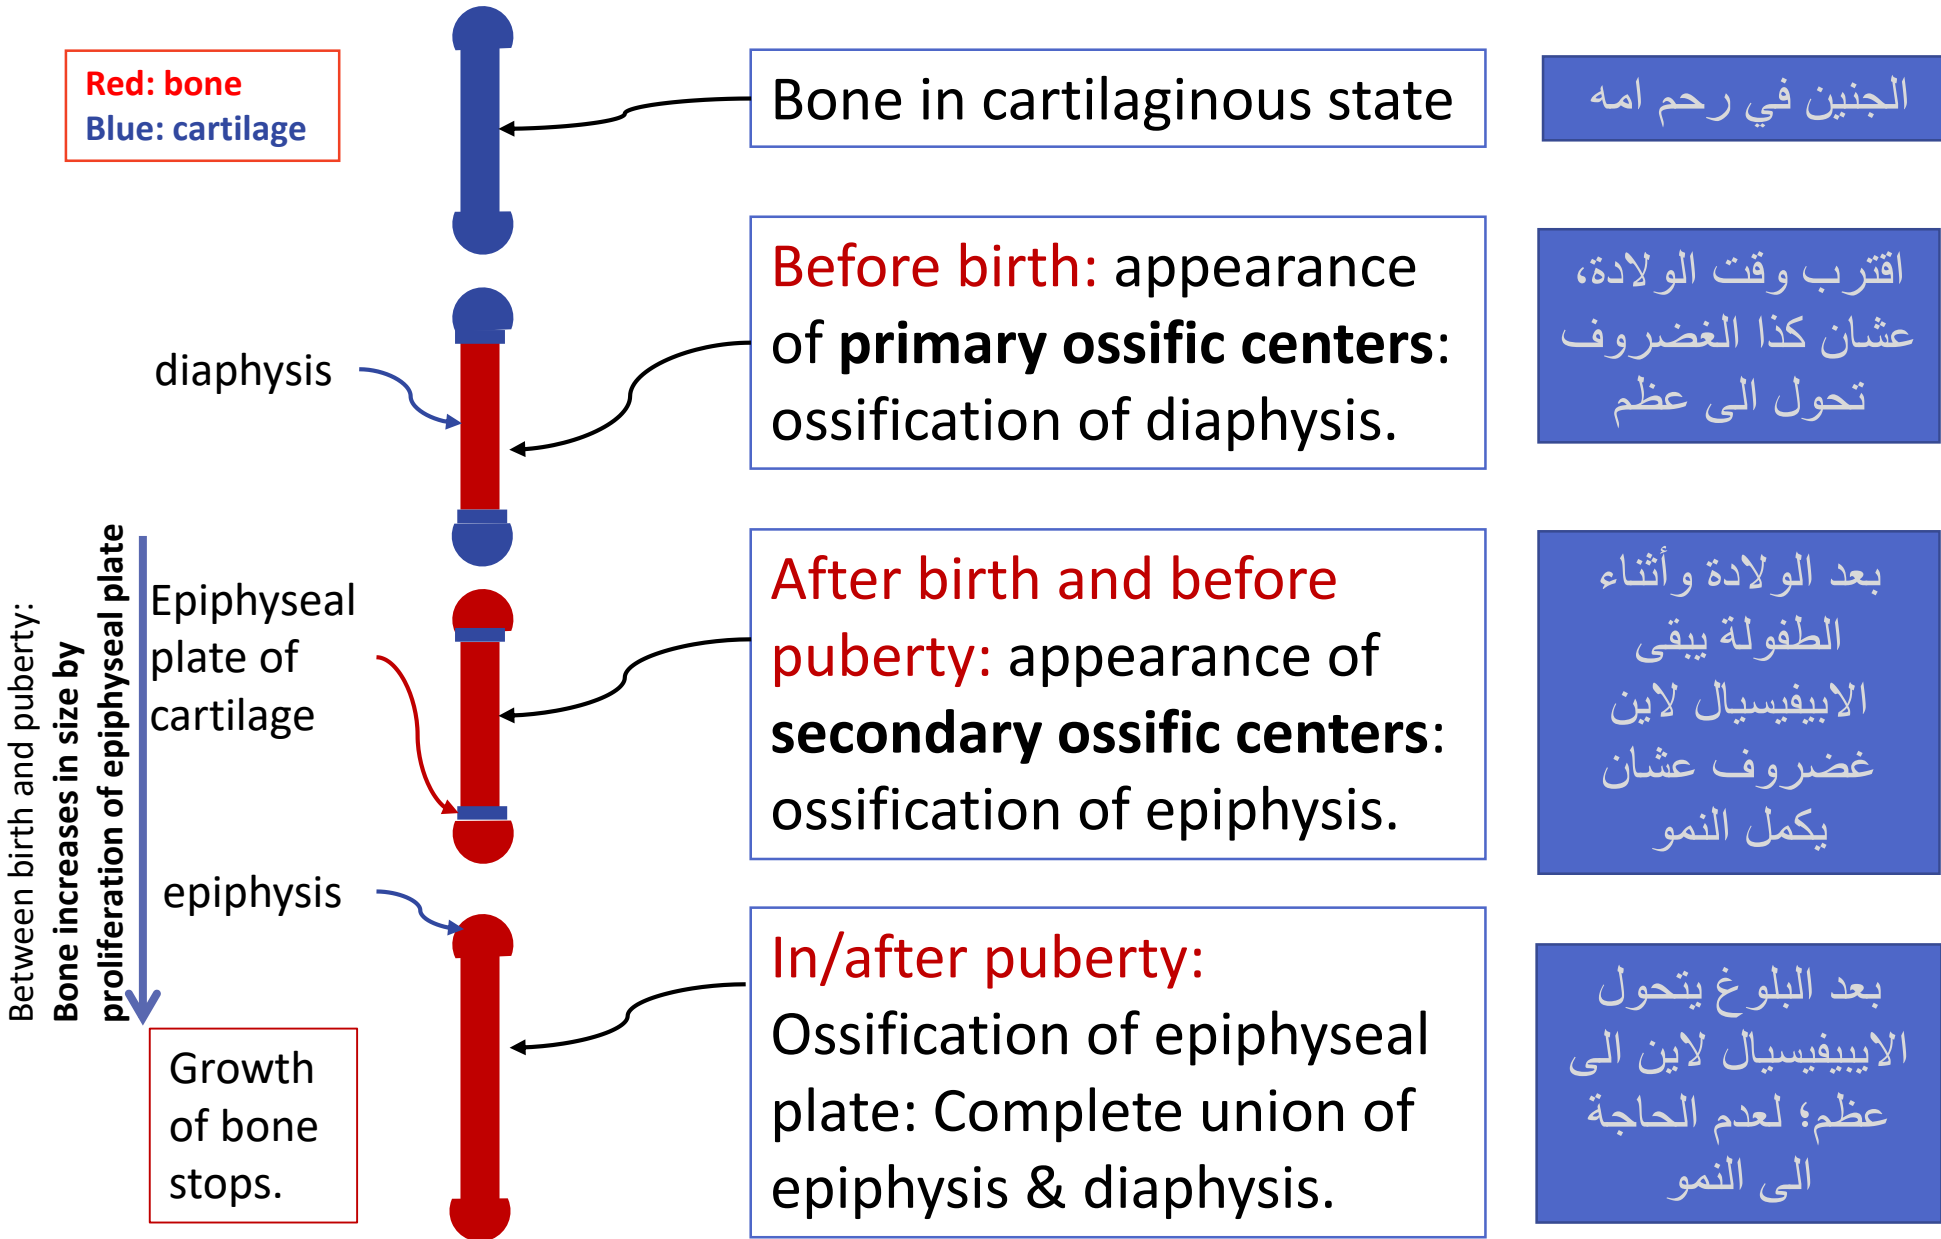 Red: bone
Blue: cartilage
Bone in cartilaginous state
الجنين في رحم امه
Before birth: appearance
of primary ossific centers:
ossification of diaphysis.
اقترب وقت الولادة،
عشان كذا الغضروف
تحول الى عظم
diaphysis
Between birth and puberty:
Bone increases in size by
proliferation of epiphyseal plate
Epiphyseal
plate of
cartilage
After birth and before
puberty: appearance of
secondary ossific centers:
ossification of epiphysis.
بعد الولادة وأثناء
الطفولة يبقى
الابيفيسيال لاين
غضروف عشان
يكمل النمو
epiphysis
In/after puberty:
Ossification of epiphyseal
plate: Complete union of
epiphysis & diaphysis.
بعد البلوغ يتحول
الايبيفيسيال لاين الى
عظم؛ لعدم الحاجة
الى النمو
Growth
of bone
stops.